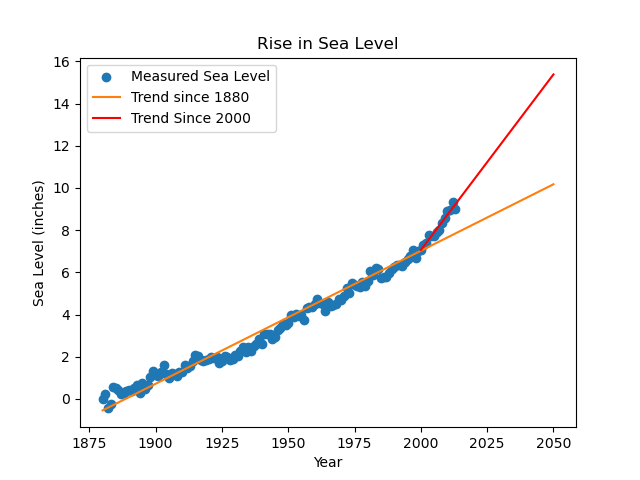 Rise in Sea Level
Measured Sea Level
Trend since 1880
Trend Since 2000
Sea Level (inches)
16
14
12
10
8
6
4
2
0
1875
1900
1925
1950
1975
2000
2025
2050
Year